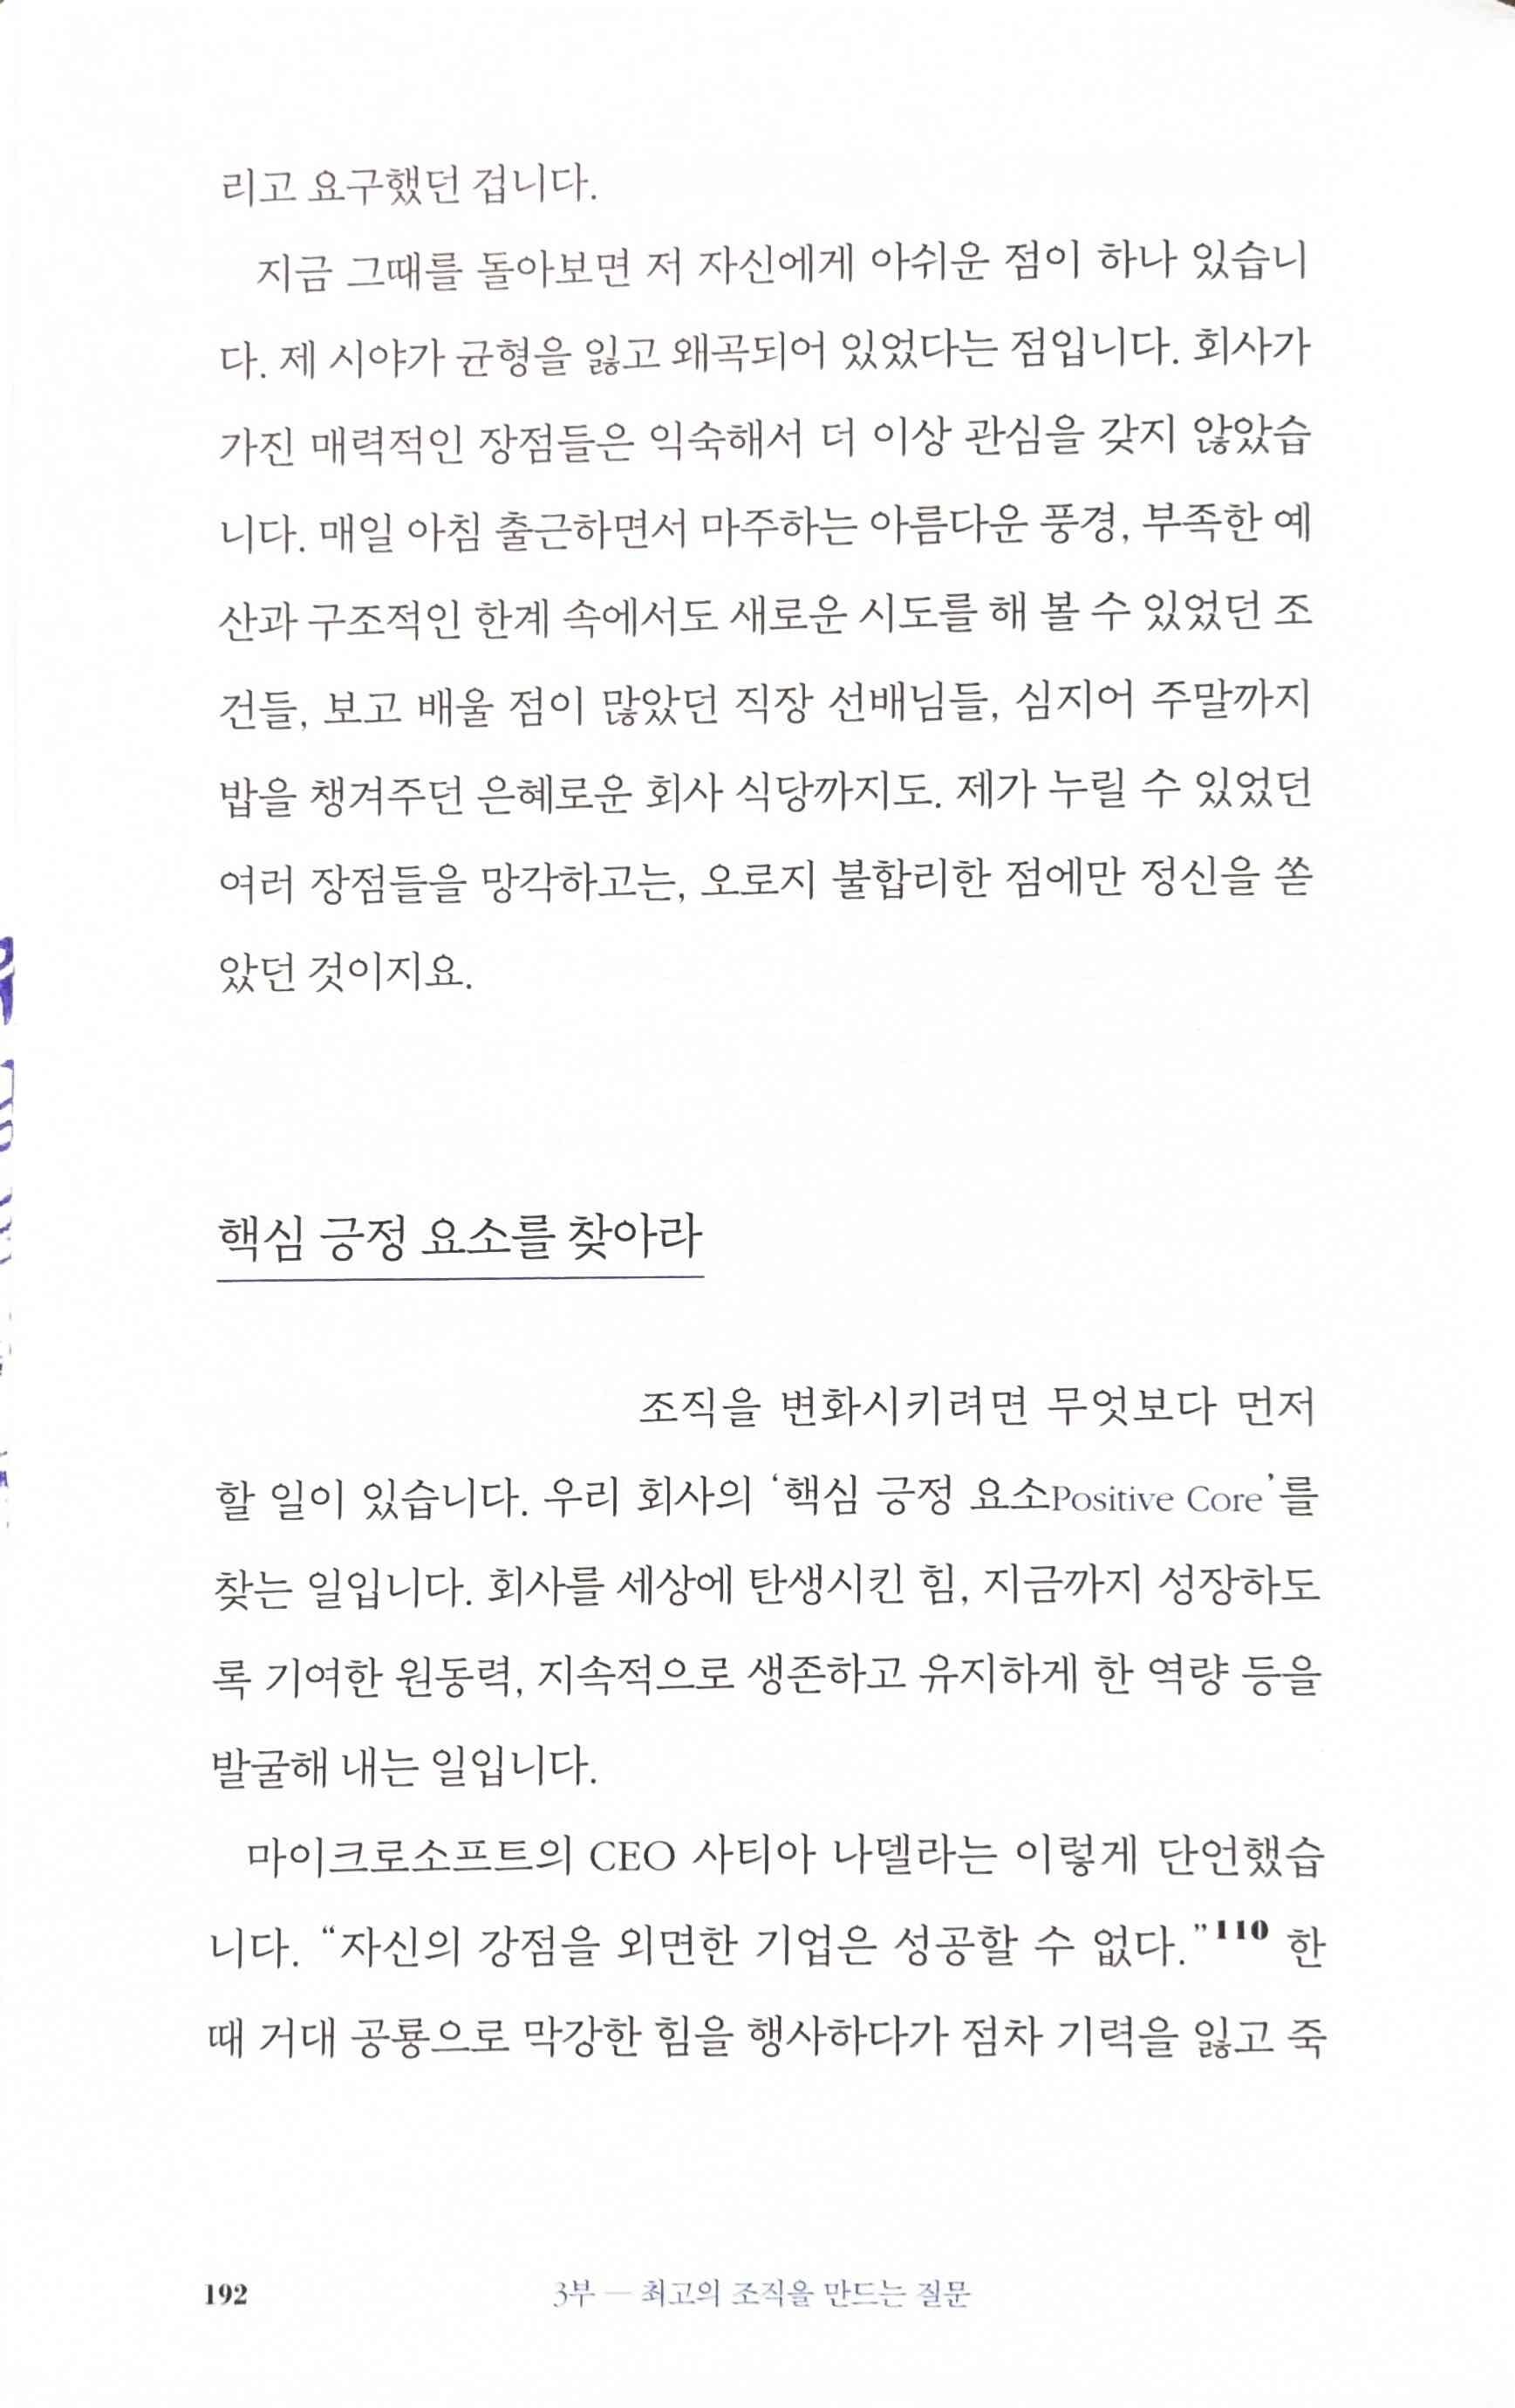 리고 요구했던 겁니다.
지금 그때를 돌아보면 저 자신에게 아쉬운 점이 하나 있습니
다. 제 시야가 균형을 잃고 왜곡되어 있었다는 점입니다. 회사가
가진 매력적인 장점들은 익숙해서 더 이상 관심을 갖지 않았습
니다. 매일 아침 출근하면서 마주하는 아름다운 풍경, 부족한 예
산과 구조적인 한계 속에서도 새로운 시도를 해 볼 수 있었던 조
건들, 보고 배울 점이 많았던 직장 선배님들, 심지어 주말까지
밥을 챙겨주던 은혜로운 회사 식당까지도. 제가 누릴 수 있었던
여러 장점들을 망각하고는, 오로지 불합리한 점에만 정신을 쏟
았던 것이지요.
핵심 긍정 요소를 찾아라
조직을 변화시키려면 무엇보다 먼저
할 일이 있습니다. 우리 회사의 ‘핵심 긍정 요소Positive Core’를
찾는 일입니다. 회사를 세상에 탄생시킨 힘, 지금까지 성장하도
록 기여한 원동력, 지속적으로 생존하고 유지하게 한 역량 등을
발굴해 내는 일입니다.
마이크로소프트의 CEO 사티아 나델라는 이렇게 단언했습
니다. “자신의 강점을 외면한 기업은 성공할 수 없다.”110 한
때 거대 공룡으로 막강한 힘을 행사하다가 점차 기력을 잃고 죽
192 3부 — 최고의 조직을 만드는 질문